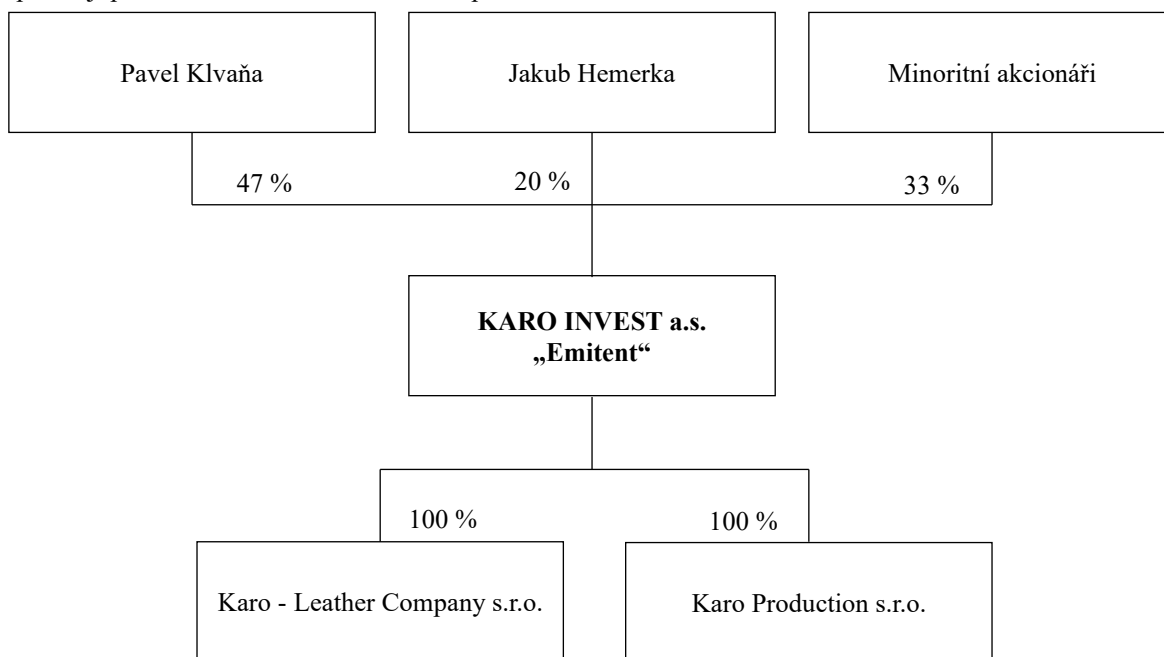 Pavel Klvaňa
Jakub Hemerka
Minoritní akcionáři
47 %
20 %
33 %
KARO INVEST a.s.
„Emitent“
100 %
100 %
Karo - Leather Company s.r.o.
Karo Production s.r.o.